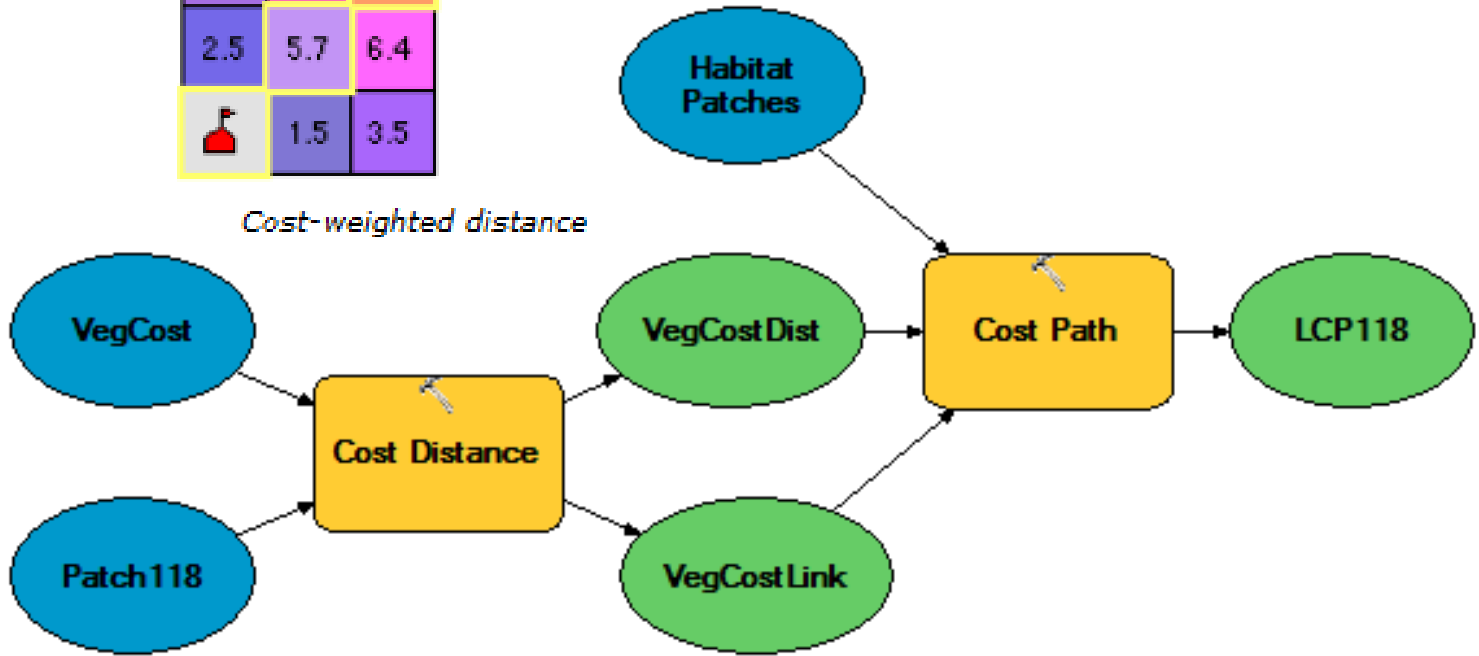 2.5 5.7 6.4
1.5 3.5
Cost-weighted distance
Habitat
Patches
VegCost
VegCostDist
Cost Path
LCP118
Cost Distance
Patch118
VegCostLink